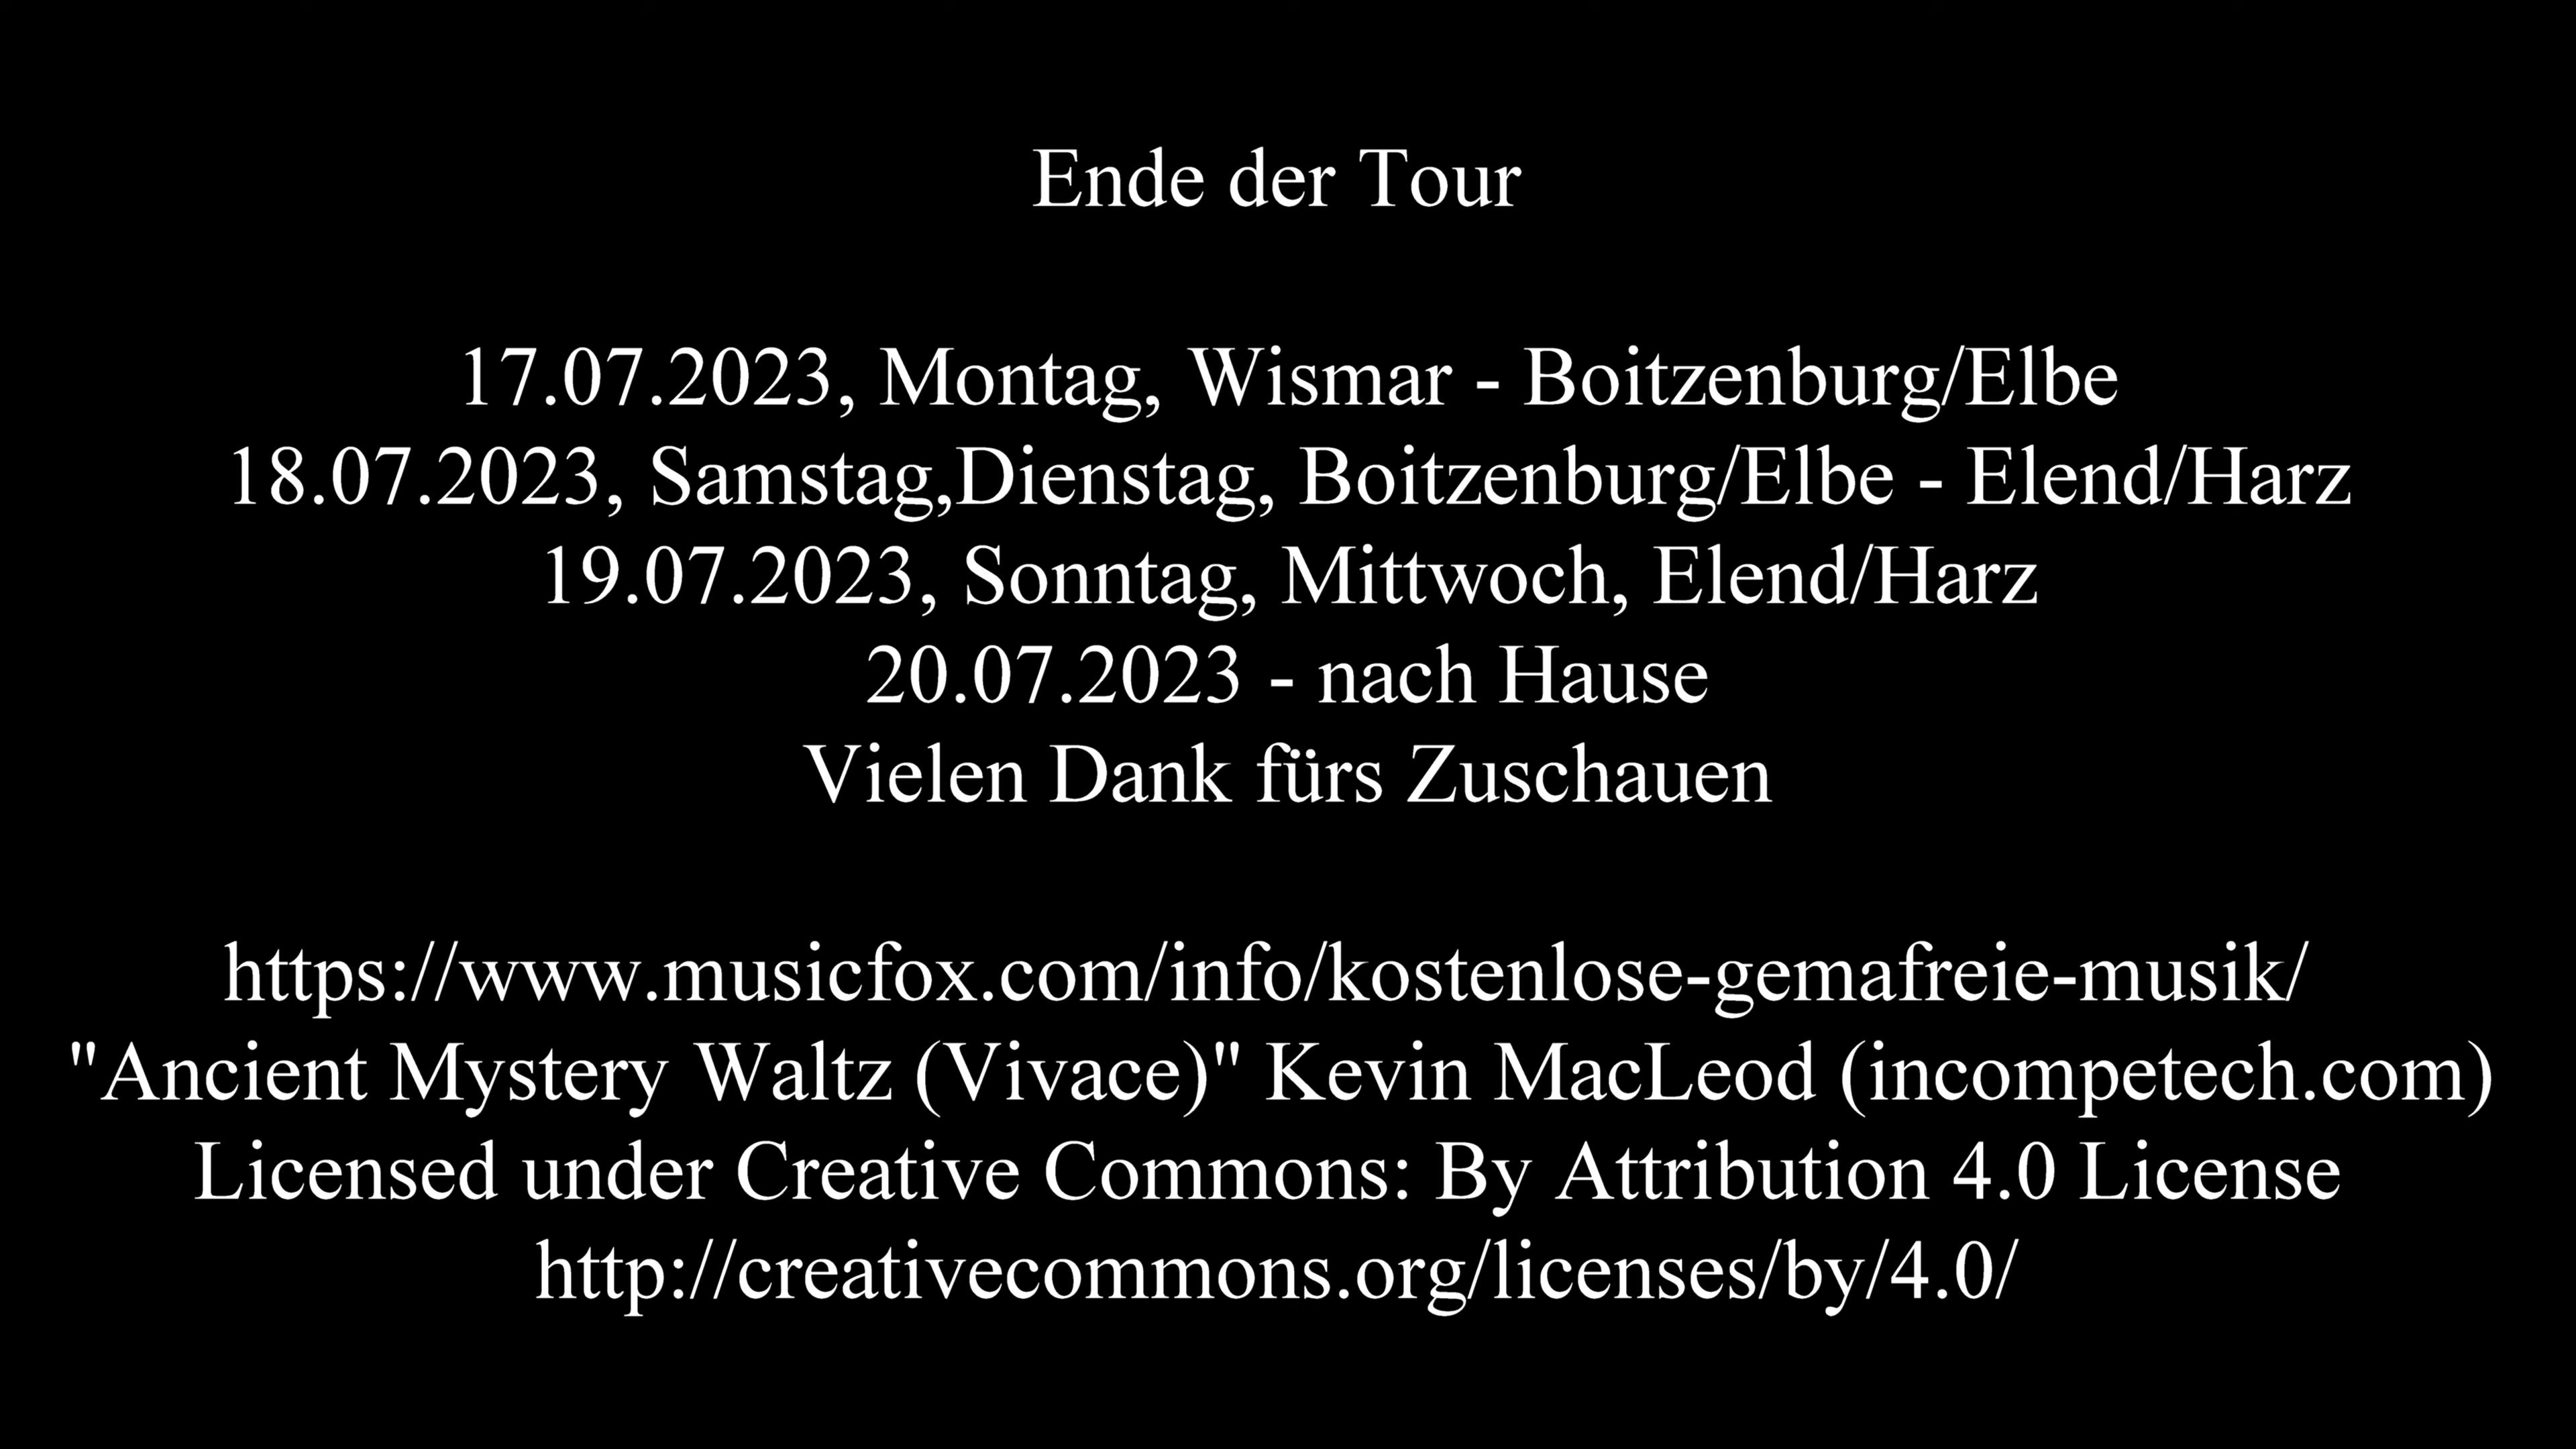 Ende der Tour
17.07.2023, Montag, Wismar - Boitzenburg/Elbe
18.07.2023, Samstag,Dienstag, Boitzenburg/Elbe - Elend/Harz
19.07.2023, Sonntag, Mittwoch, Elend/Harz
20.07.2023 - nach Hause
Vielen Dank fürs Zuschauen
https://www.musicfox.com/info/kostenlose-gemafreie-musik/
"Ancient Mystery Waltz (Vivace)" Kevin MacLeod (incompetech.com)
Licensed under Creative Commons: By Attribution 4.0 License
http://creativecommons.org/licenses/by/4.0/